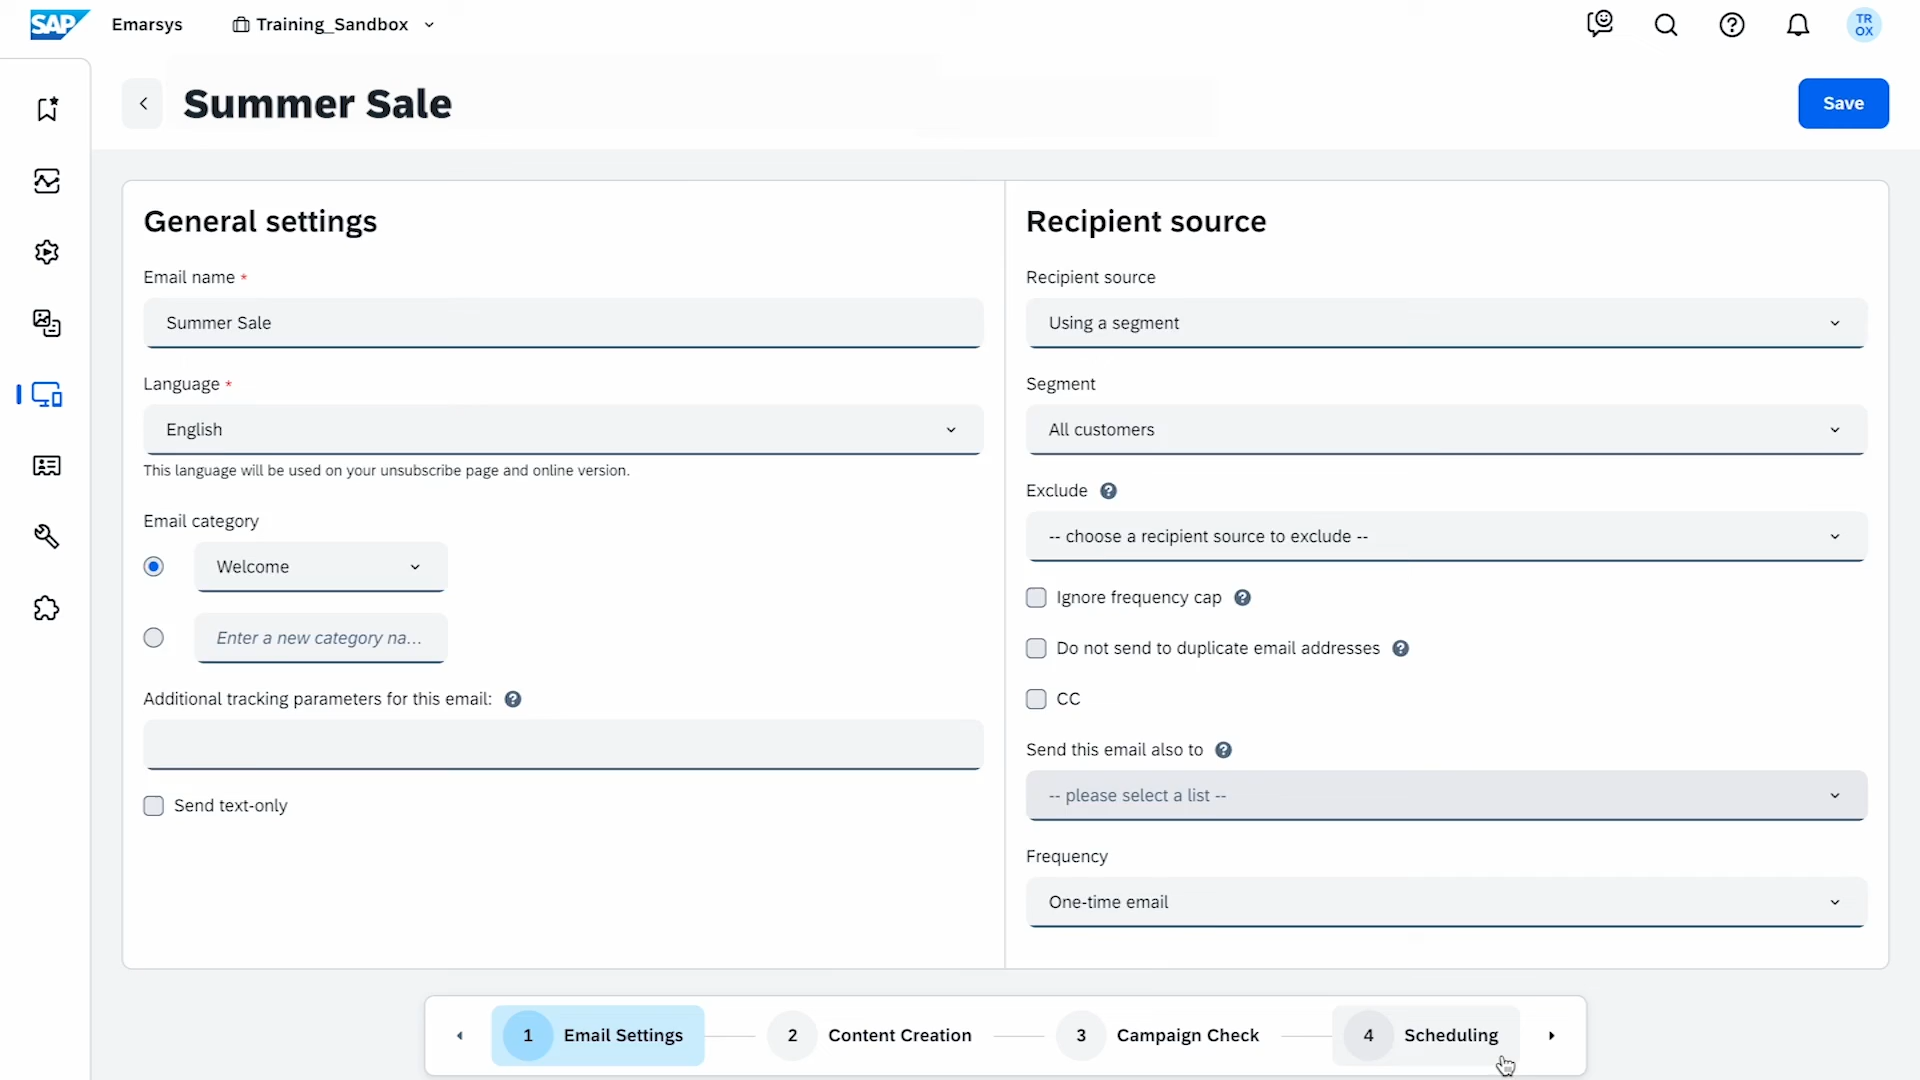 SAP Emarsys Training_Sandbox TR OX
Summer Sale
Save
General settings
Email name *
Summer Sale
Language *
English
This language will be used on your unsubscribe page and online version.
Email category
Welcome
Enter a new category na...
Additional tracking parameters for this email: ?
Send text-only
Recipient source
Recipient source
Using a segment
Segment
All customers
Exclude ?
-- choose a recipient source to exclude --
Ignore frequency cap ?
Do not send to duplicate email addresses ?
CC
Send this email also to ?
-- please select a list --
Frequency
One-time email
1 Email Settings 2 Content Creation 3 Campaign Check 4 Scheduling